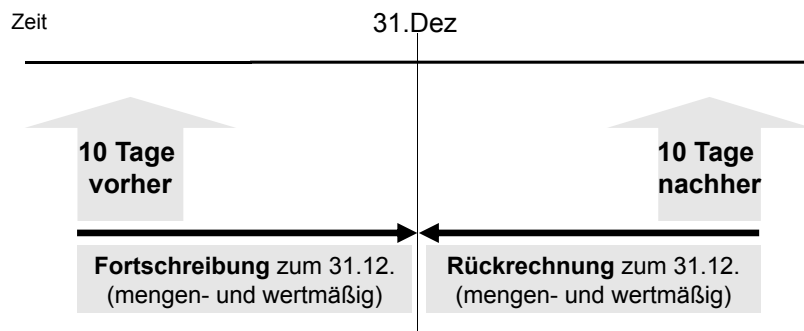 Zeit
31.Dez
10 Tage
vorher
10 Tage
nachher
Fortschreibung zum 31.12.
(mengen- und wertmäßig)
Rückrechnung zum 31.12.
(mengen- und wertmäßig)